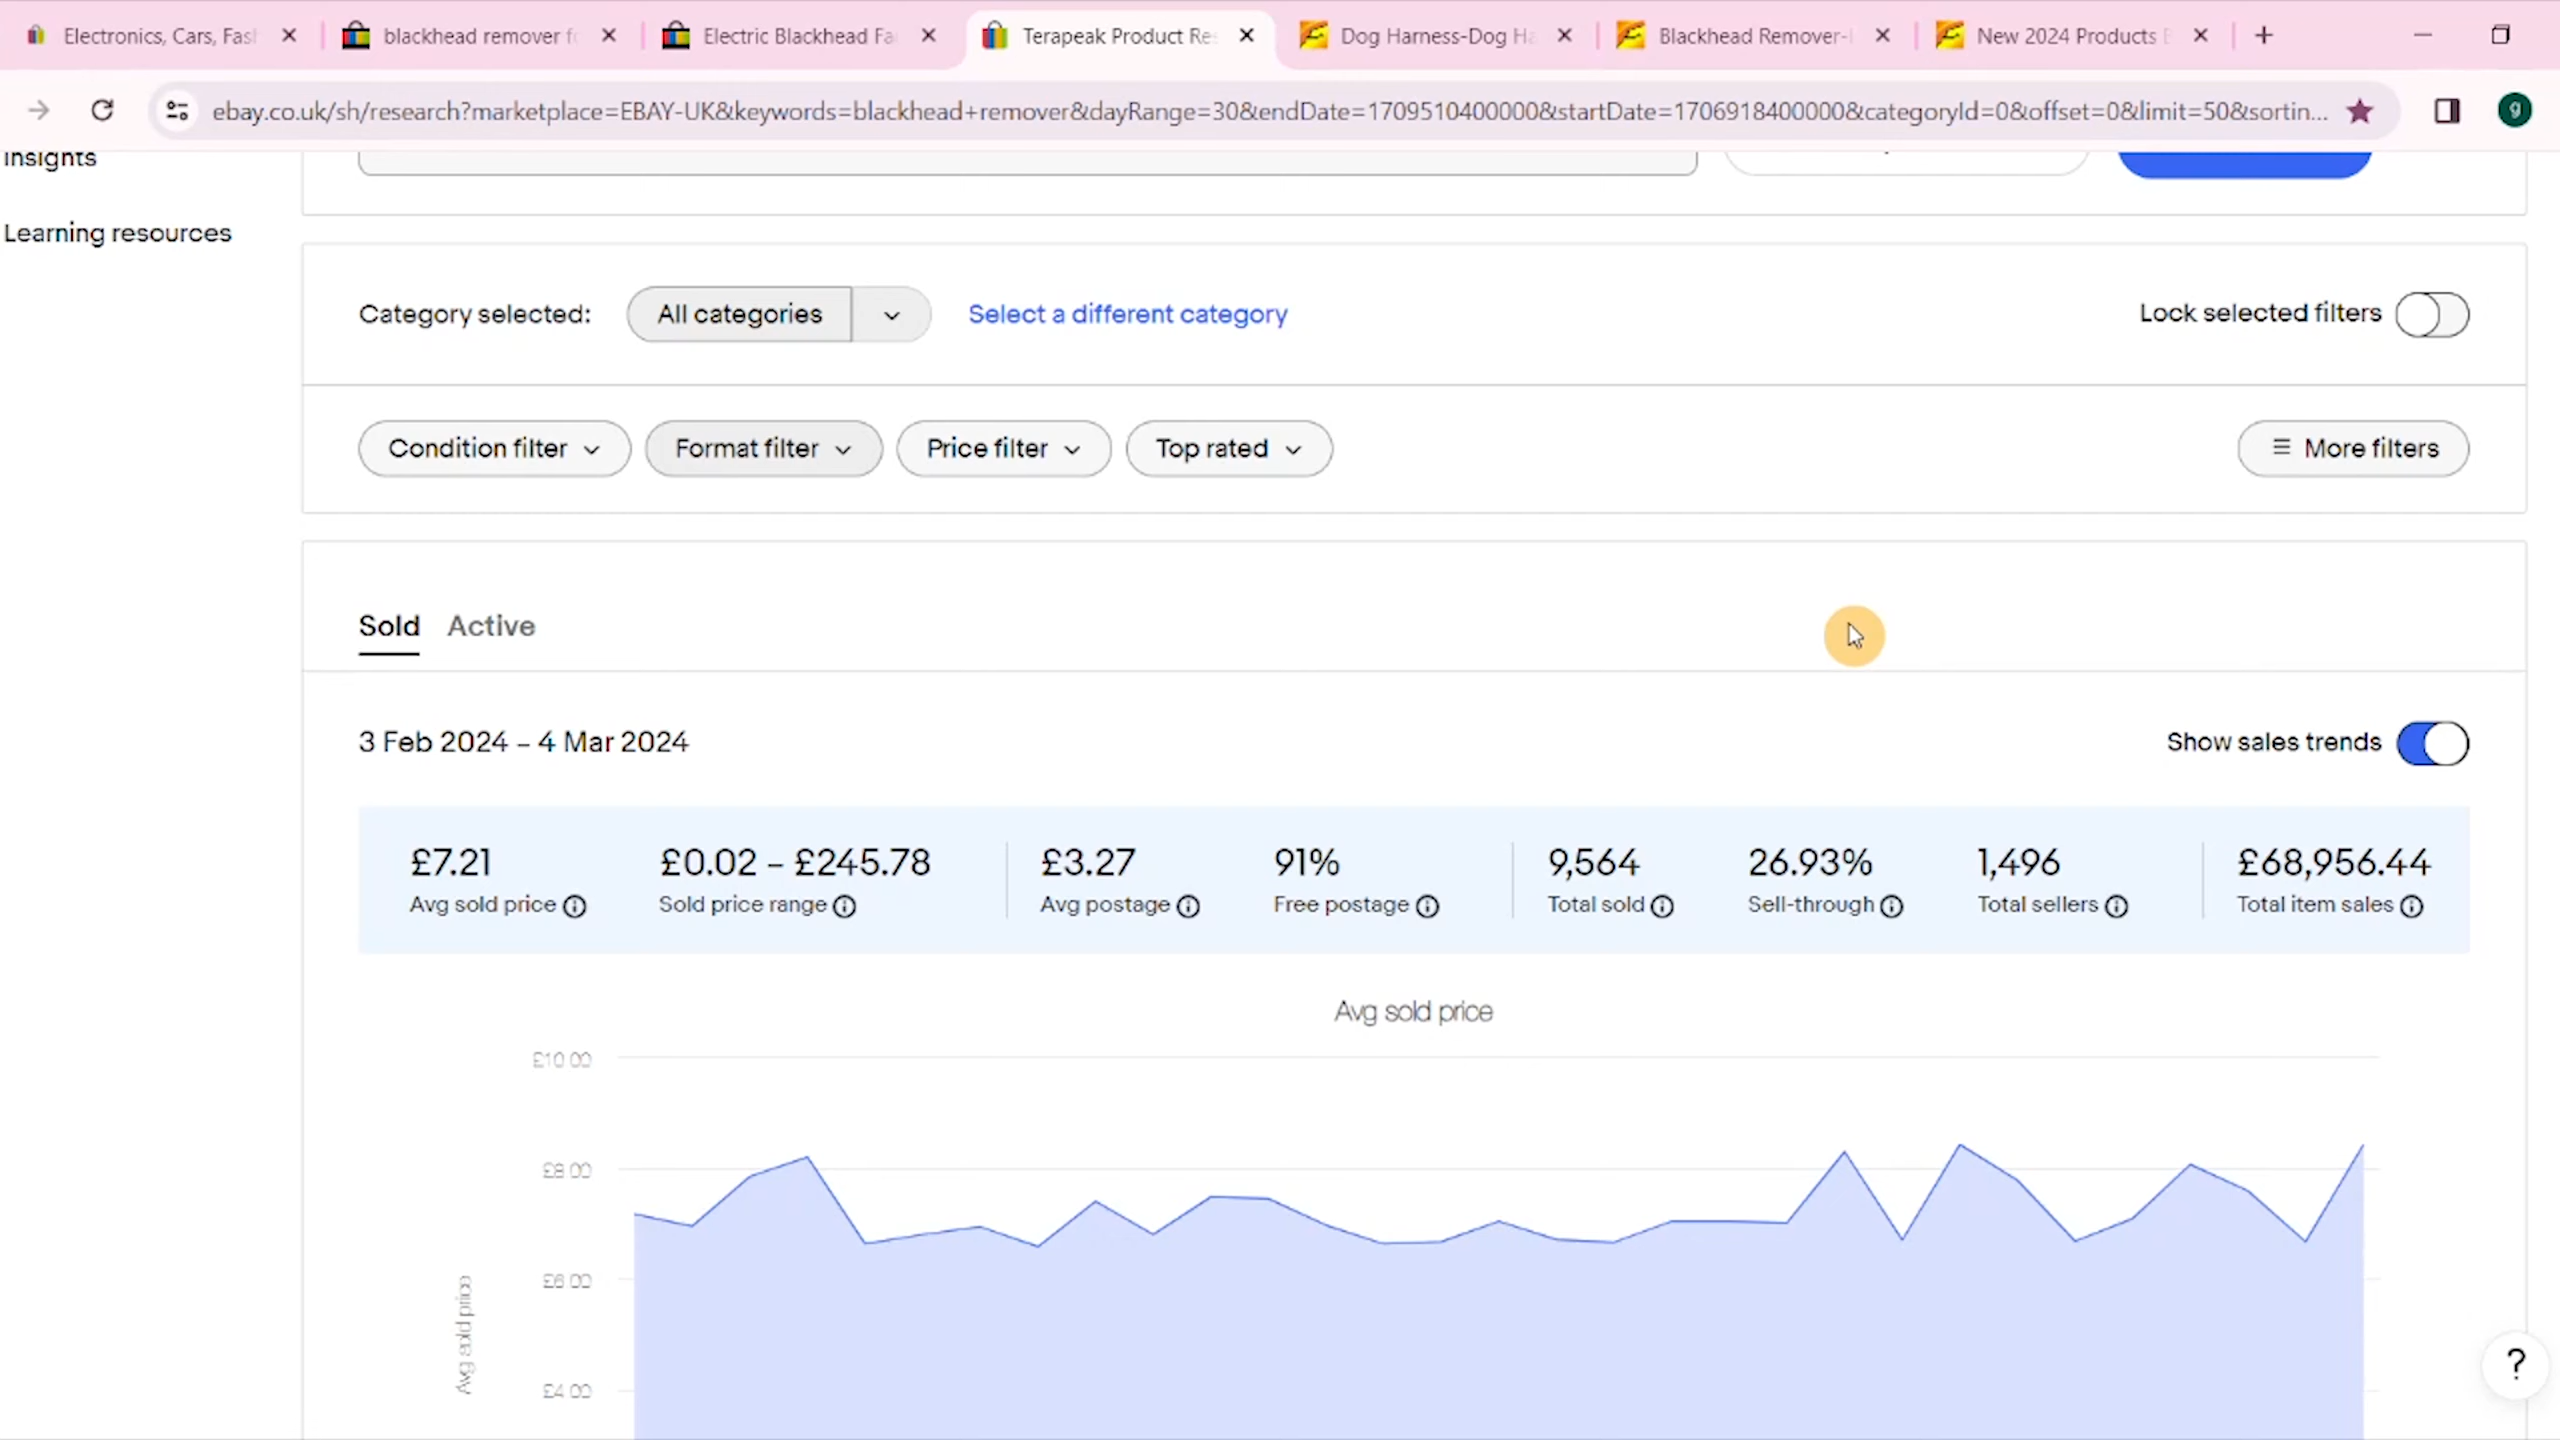 Electronics, Cars, Fas
blackhead remover f
Electric Blackhead Fa
Terapeak Product Re
Dog Harness-Dog Ha
Blackhead Remover-
New 2024 Products
ebay.co.uk/sh/research?marketplace=EBAY-UK&keywords=blackhead+remover&dayRange=30&endDate=1709510400000&startDate=1706918400000&categoryId=0&offset=0&limit=50&sortin...
g
insights
Learning resources
Category selected:
All categories
Select a different category
Lock selected filters
Condition filter
Format filter
Price filter
Top rated
More filters
Sold
Active
3 Feb 2024 – 4 Mar 2024
Show sales trends
£7.21
Avg sold price
£0.02 – £245.78
Sold price range
£3.27
Avg postage
91%
Free postage
9,564
Total sold
26.93%
Sell-through
1,496
Total sellers
£68,956.44
Total item sales
Avg sold price
£10.00
£8.00
£6.00
£4.00
Avg sold price
?